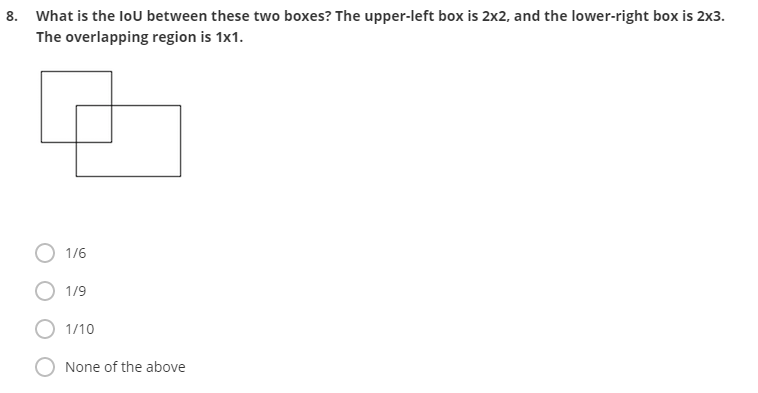 8. What is the IoU between these two boxes? The upper-left box is 2x2, and the lower-right box is 2x3.
The overlapping region is 1x1.
1/6
1/9
1/10
None of the above